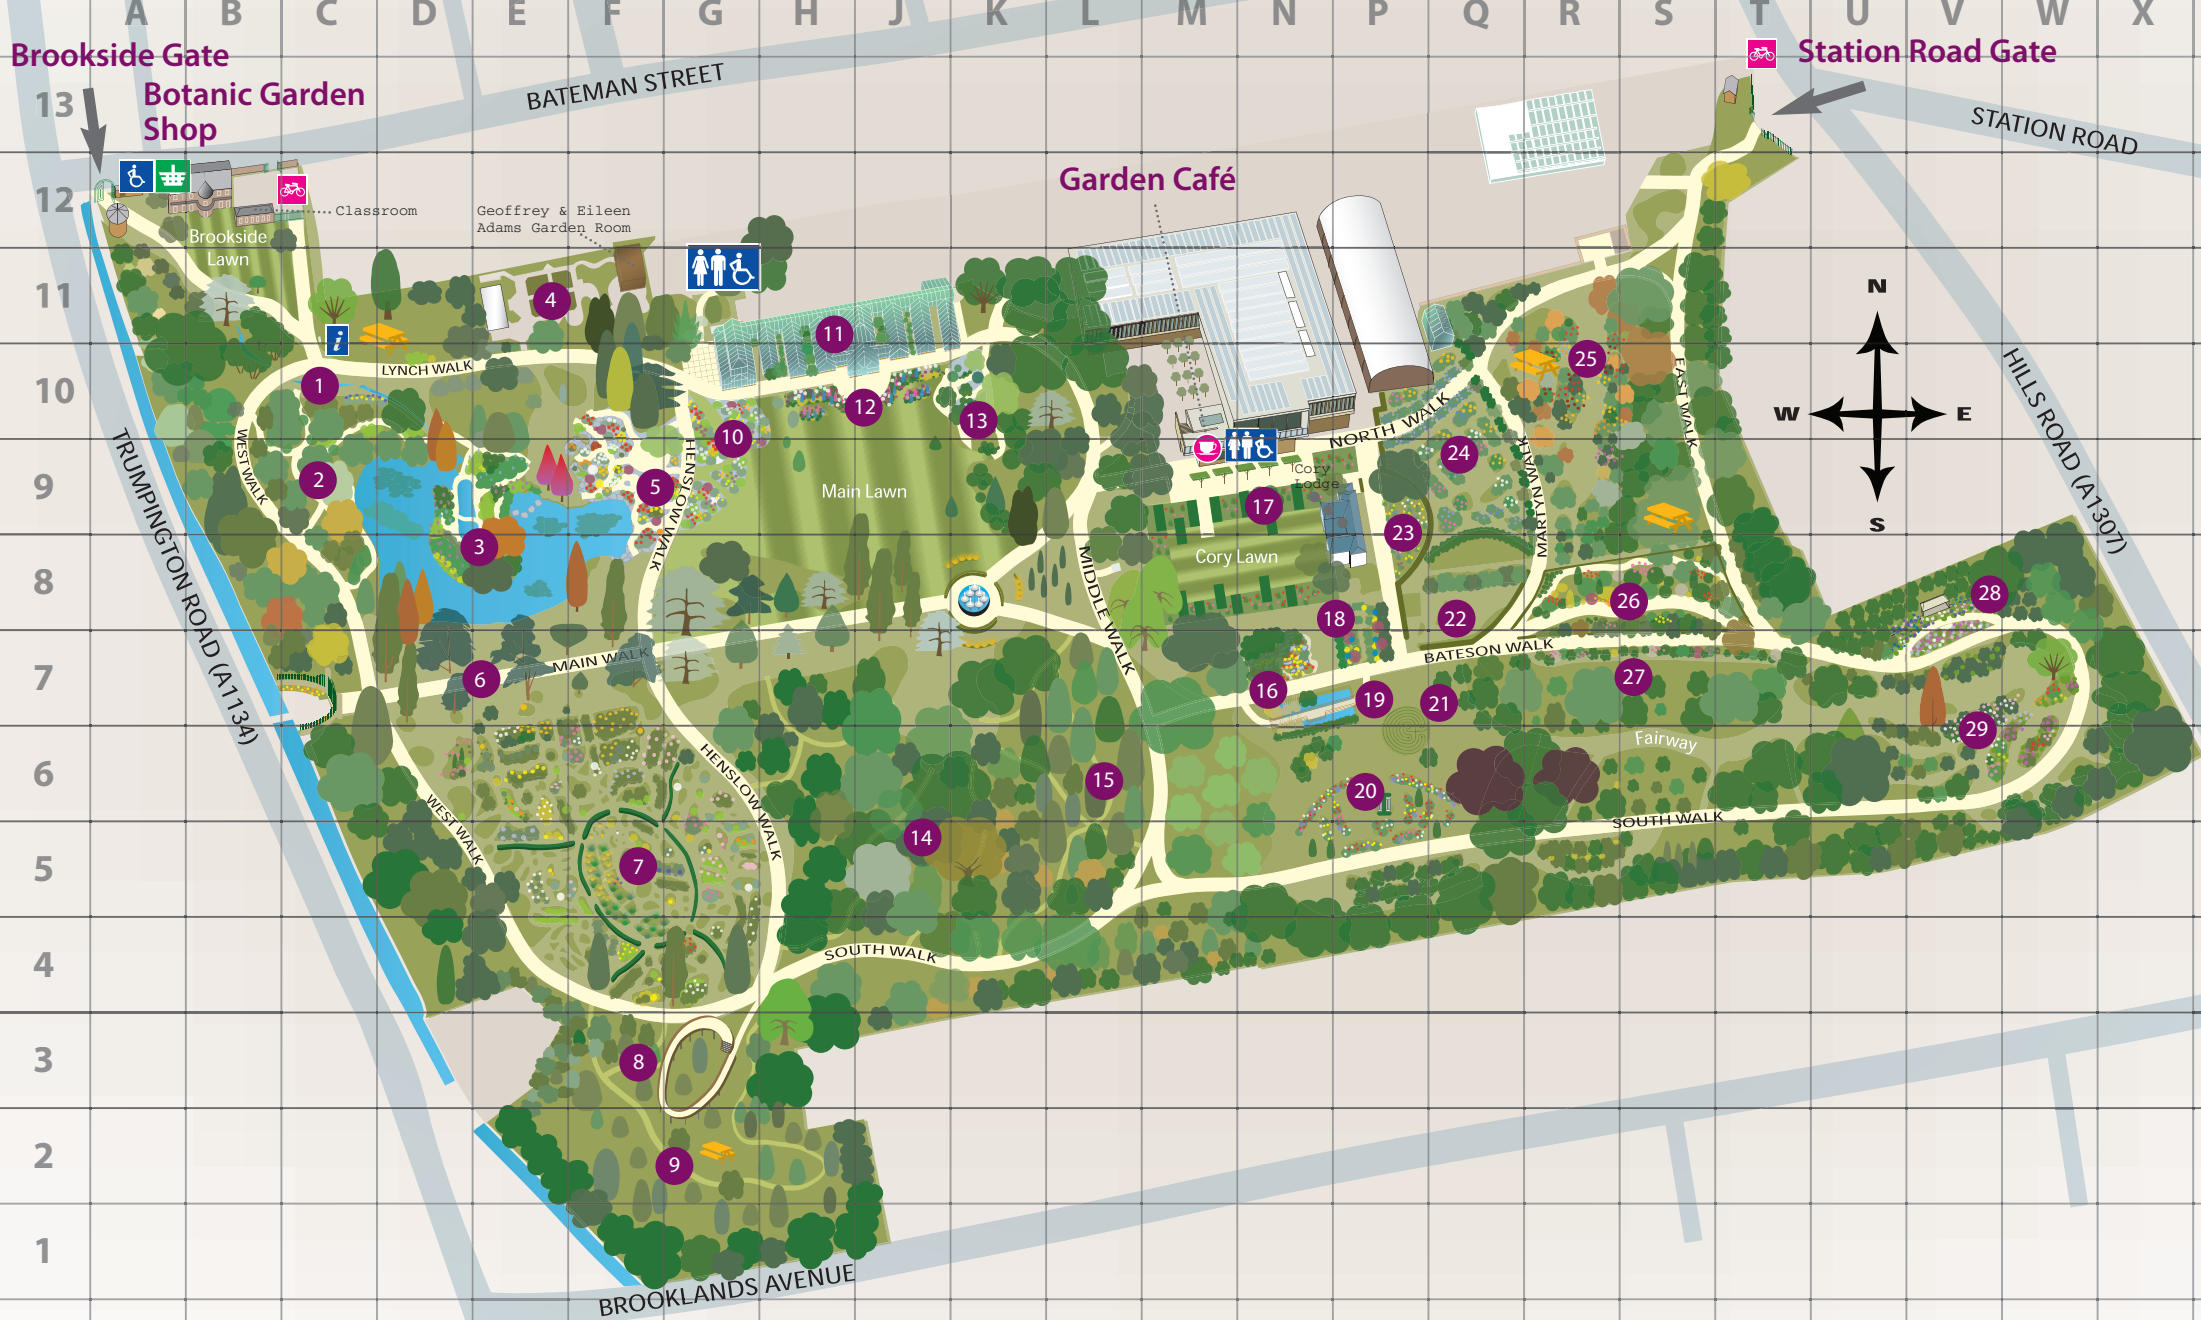 A B C D E F G H J K L M N P Q R S T U V W X
Brookside Gate
Station Road Gate
BATEMAN STREET
Botanic Garden
Shop
13
STATION ROAD
Garden Café
12
Classroom
Geoffrey & Eileen
Adams Garden Room
Brookside
Lawn
11
4
i
11
N
LYNCH WALK
25
10
1
12
13
EAST WALK
W E
HILLS ROAD (A1307)
NORTH WALK
10
24
WEST WALK
HENSLOW WALK
MARTYN WALK
TRUMPINGTON ROAD (A1134)
9
2
5
Main Lawn
Cory
Lodge
17
S
3
23
Cory Lawn
8
MIDDLE WALK
28
26
18
22
7
6
MAIN WALK
BATESON WALK
27
16
19
21
29
Fairway
6
HENSLOW WALK
15
20
WEST WALK
SOUTH WALK
14
5
7
4
SOUTH WALK
3
8
2
9
1
BROOKLANDS AVENUE